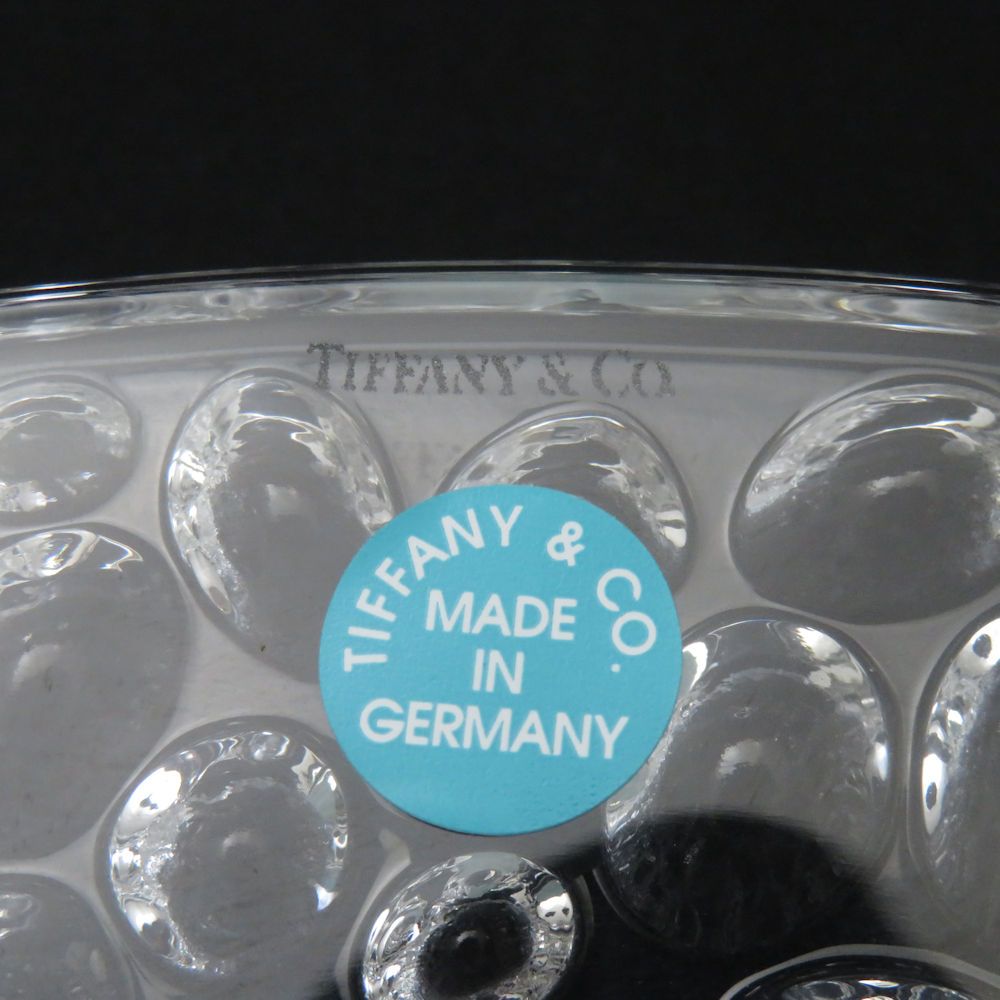 TIFFANY & CO.
TIFFANY & CO.
MADE
IN
GERMANY